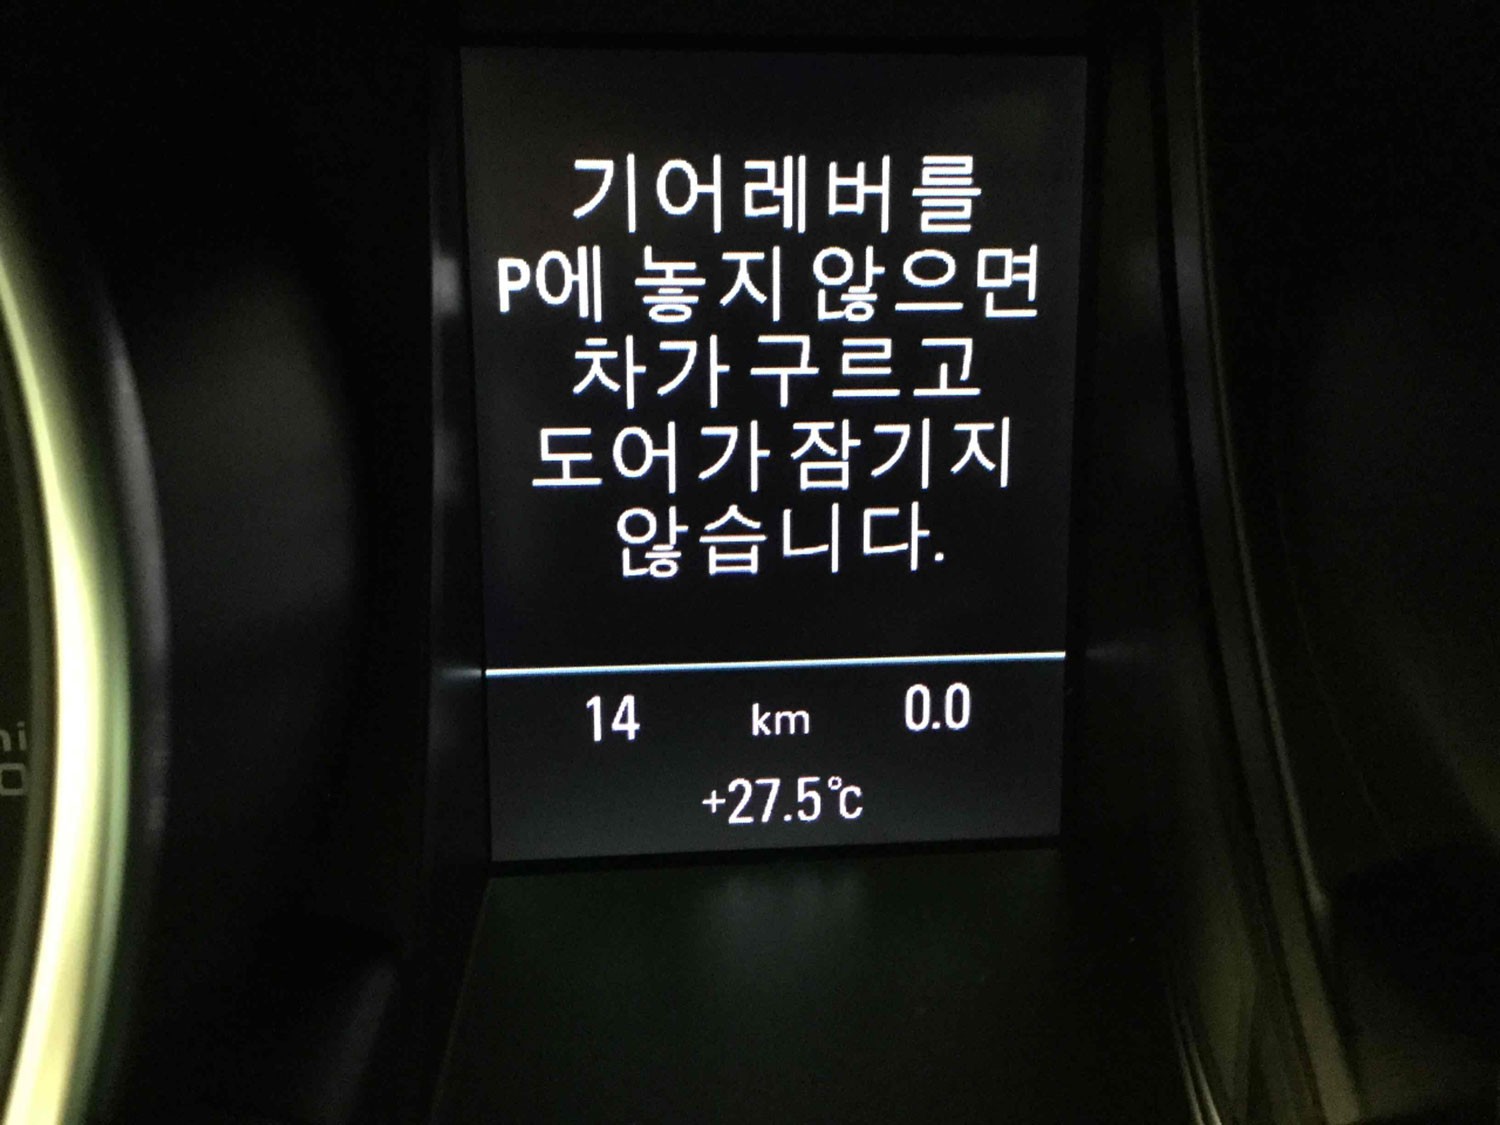 기어레버를
P에 놓지 않으면
차가 구르고
도어가 잠기지
않습니다.
14 km 0.0
+27.5°C